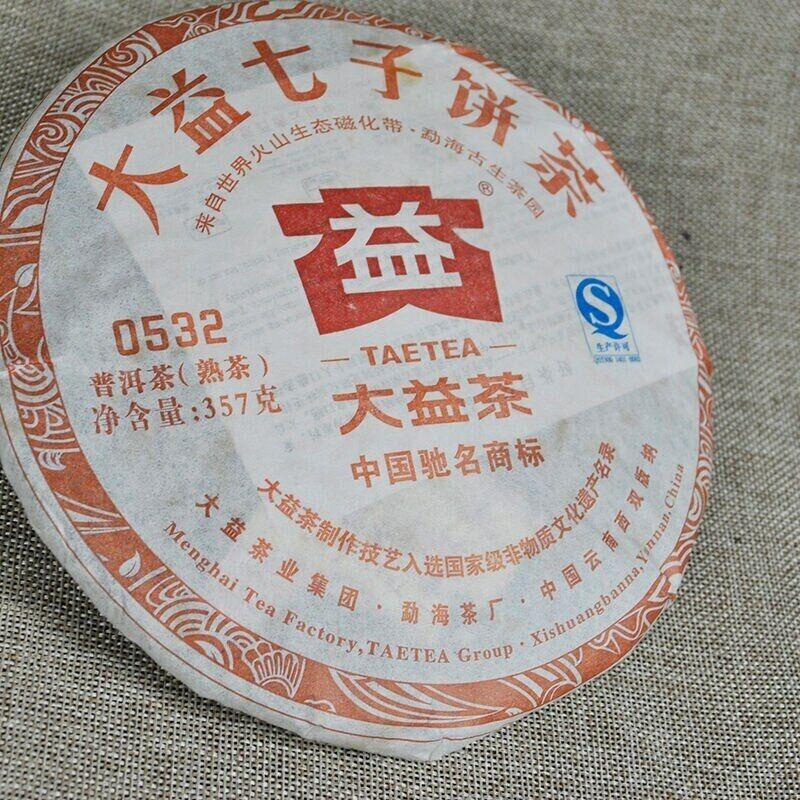 大益七子饼茶
来自世界火山生态磁化带·勐海古生茶园
益
®
TAETEA
大益茶
中国驰名商标
0532
普洱茶(熟茶)
净含量:357克
生产许可
大益茶制作技艺入选国家级非物质文化遗产名录
大益茶业集团·勐海茶厂·中国云南西双版纳
Menghai Tea Factory,TAETEA Group·Xishuangbanna,Yunnan,China